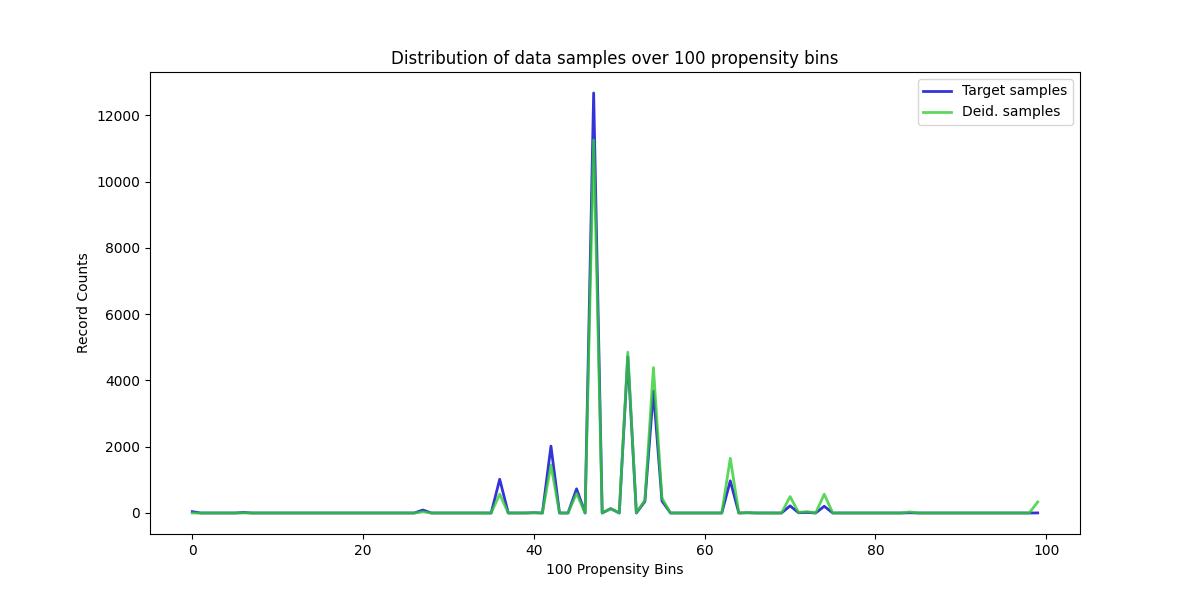 Distribution of data samples over 100 propensity bins
Target samples
Deid. samples
Record Counts
12000
10000
8000
6000
4000
2000
0
0 20 40 60 80 100
100 Propensity Bins